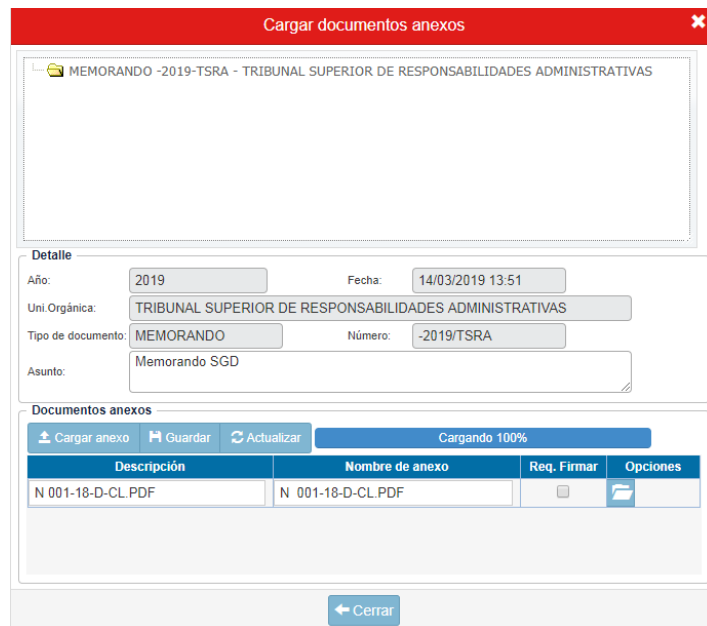 Cargar documentos anexos
MEMORANDO -2019-TSRA - TRIBUNAL SUPERIOR DE RESPONSABILIDADES ADMINISTRATIVAS
Detalle
Año: 2019 Fecha: 14/03/2019 13:51
Uni.Orgánica: TRIBUNAL SUPERIOR DE RESPONSABILIDADES ADMINISTRATIVAS
Tipo de documento: MEMORANDO Número: -2019/TSRA
Asunto: Memorando SGD
Documentos anexos
Cargar anexo Guardar Actualizar Cargando 100%
Descripción Nombre de anexo Req. Firmar Opciones
N 001-18-D-CL.PDF N 001-18-D-CL.PDF
Cerrar